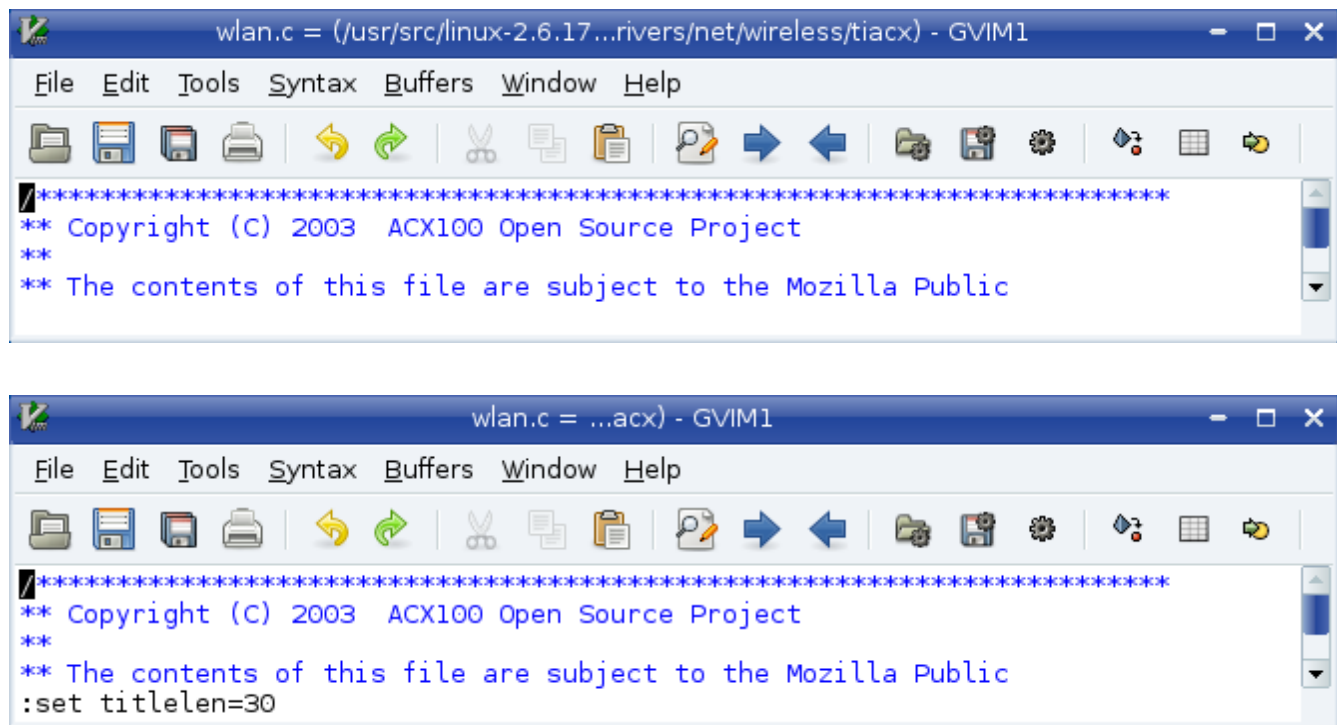 wlan.c = (/usr/src/linux-2.6.17...rivers/net/wireless/tiacx) - GVIM1
File Edit Tools Syntax Buffers Window Help
/***********************************************************************
** Copyright (C) 2003  ACX100 Open Source Project
**
** The contents of this file are subject to the Mozilla Public
wlan.c = ...acx) - GVIM1
File Edit Tools Syntax Buffers Window Help
/***********************************************************************
** Copyright (C) 2003  ACX100 Open Source Project
**
** The contents of this file are subject to the Mozilla Public
:set titlelen=30